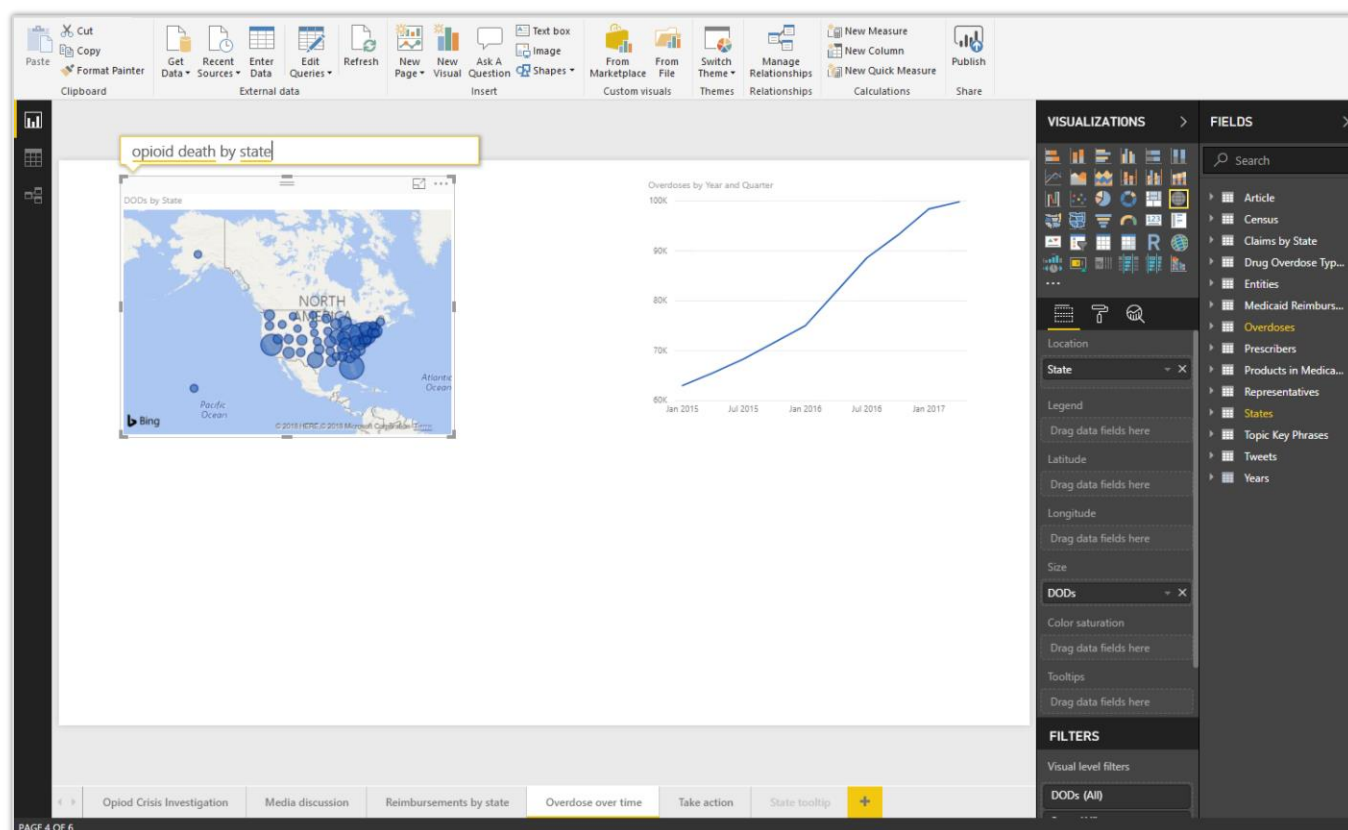 Cut
Copy
Format Painter
Paste
Clipboard
Get Data
Recent Sources
Enter Data
Edit Queries
Refresh
External data
New Page
New Visual
Ask A Question
Text box
Image
Shapes
Insert
From Marketplace
From File
Custom visuals
Switch Theme
Themes
Manage Relationships
Relationships
New Measure
New Column
New Quick Measure
Calculations
Publish
Share
opioid death by state
DODs by State
NORTH
AMERICA
Pacific
Ocean
Atlantic
Ocean
Bing
© 2018 HERE © 2018 Microsoft Corporation Terms
Overdoses by Year and Quarter
100K
90K
80K
70K
60K
Jan 2015
Jul 2015
Jan 2016
Jul 2016
Jan 2017
VISUALIZATIONS
R
123
Location
State
Legend
Drag data fields here
Latitude
Drag data fields here
Longitude
Drag data fields here
Size
DODs
Color saturation
Drag data fields here
Tooltips
Drag data fields here
FILTERS
Visual level filters
DODs (All)
FIELDS
Search
Article
Census
Claims by State
Drug Overdose Typ...
Entities
Medicaid Reimburs...
Overdoses
Prescribers
Products in Medica...
Representatives
States
Topic Key Phrases
Tweets
Years
Opiod Crisis Investigation
Media discussion
Reimbursements by state
Overdose over time
Take action
State tooltip
PAGE 4 OF 6